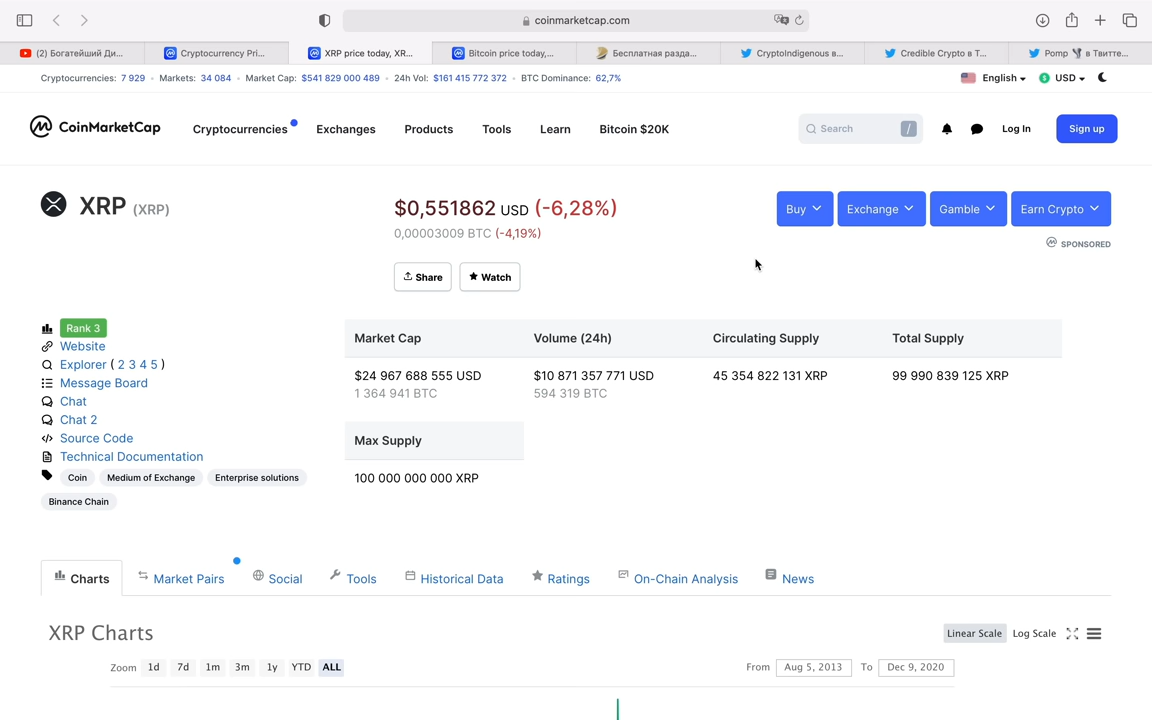 coinmarketcap.com
(2) Богатейший Ди...
Cryptocurrency Pri...
XRP price today, XR...
Bitcoin price today,...
Бесплатная разда...
CryptoIndigenous в...
Credible Crypto в Т...
Pomp 🌪 в Твитте...
Cryptocurrencies: 7 929 • Markets: 34 084 • Market Cap: $541 829 000 489 • 24h Vol: $161 415 772 372 • BTC Dominance: 62,7%
English
USD
CoinMarketCap
Cryptocurrencies
Exchanges
Products
Tools
Learn
Bitcoin $20K
Search
/
Log In
Sign up
XRP (XRP)
$0,551862 USD (-6,28%)
0,00003009 BTC (-4,19%)
Buy
Exchange
Gamble
Earn Crypto
SPONSORED
Share
Watch
Rank 3
Website
Explorer ( 2 3 4 5 )
Message Board
Chat
Chat 2
Source Code
Technical Documentation
Coin
Medium of Exchange
Enterprise solutions
Binance Chain
Market Cap
Volume (24h)
Circulating Supply
Total Supply
$24 967 688 555 USD
$10 871 357 771 USD
45 354 822 131 XRP
99 990 839 125 XRP
1 364 941 BTC
594 319 BTC
Max Supply
100 000 000 000 XRP
Charts
Market Pairs
Social
Tools
Historical Data
Ratings
On-Chain Analysis
News
XRP Charts
Linear Scale
Log Scale
Zoom
1d
7d
1m
3m
1y
YTD
ALL
From
Aug 5, 2013
To
Dec 9, 2020